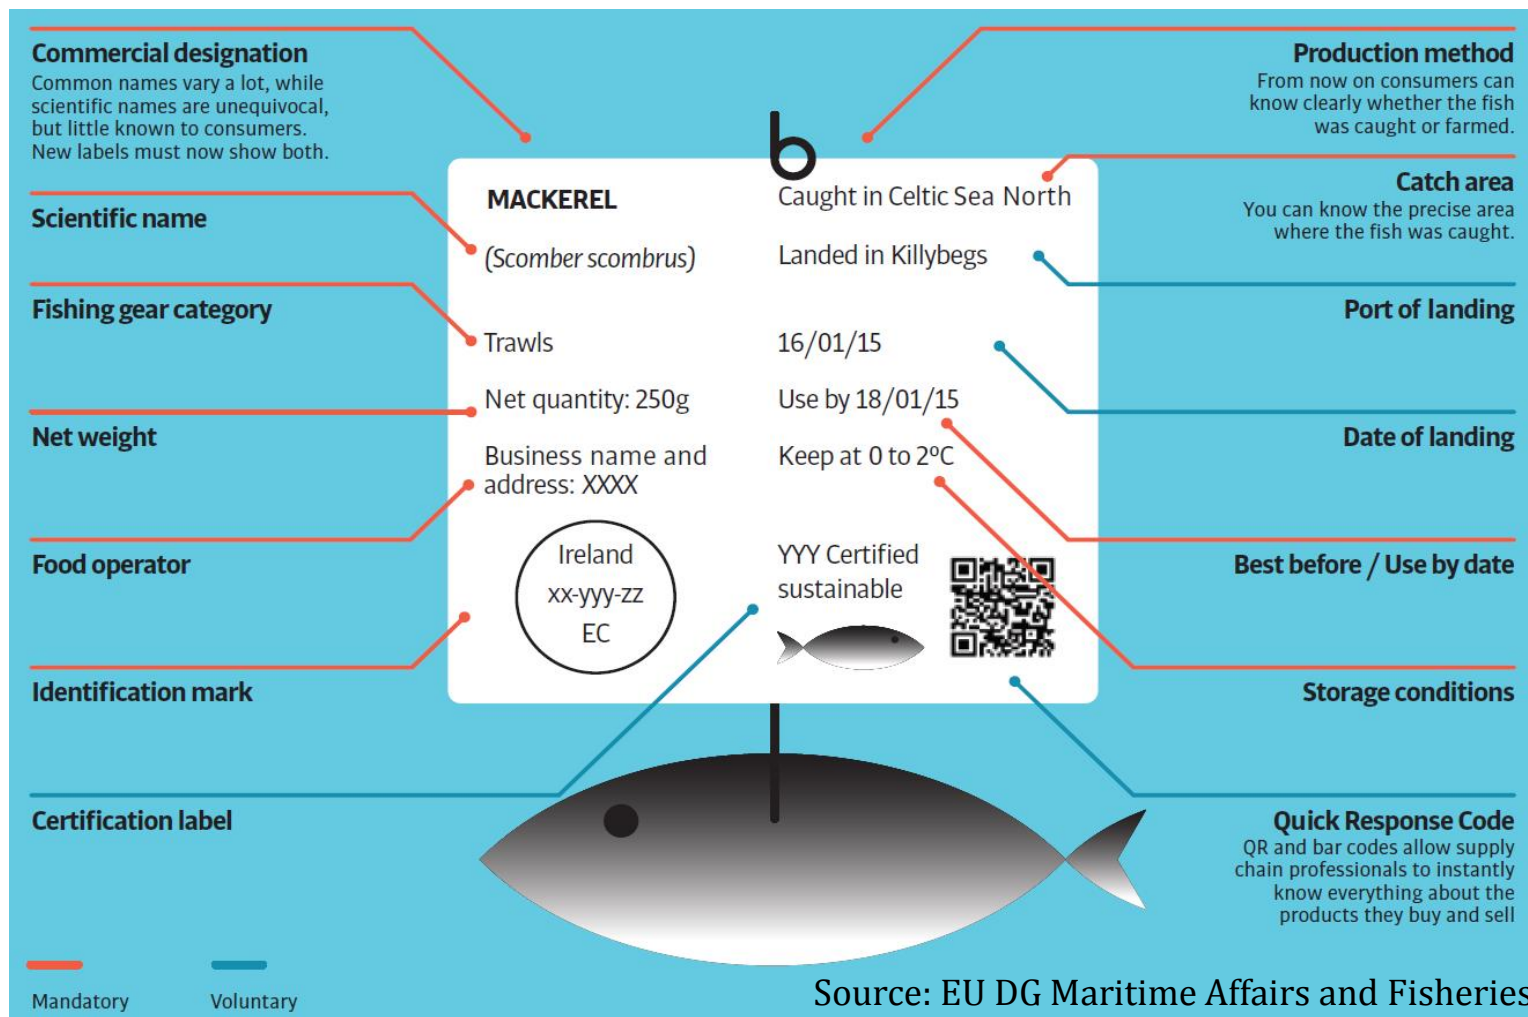 Commercial designation
Common names vary a lot, while
scientific names are unequivocal,
but little known to consumers.
New labels must now show both.
Scientific name
Fishing gear category
Net weight
Food operator
Identification mark
Certification label
MACKEREL
(Scomber scombrus)
Trawls
Net quantity: 250g
Business name and
address: XXXX
Ireland
xx-yyy-zz
EC
Caught in Celtic Sea North
Landed in Killybegs
16/01/15
Use by 18/01/15
Keep at 0 to 2ºC
YYY Certified
sustainable
Production method
From now on consumers can
know clearly whether the fish
was caught or farmed.
Catch area
You can know the precise area
where the fish was caught.
Port of landing
Date of landing
Best before / Use by date
Storage conditions
Quick Response Code
QR and bar codes allow supply
chain professionals to instantly
know everything about the
products they buy and sell
Mandatory
Voluntary
Source: EU DG Maritime Affairs and Fisheries